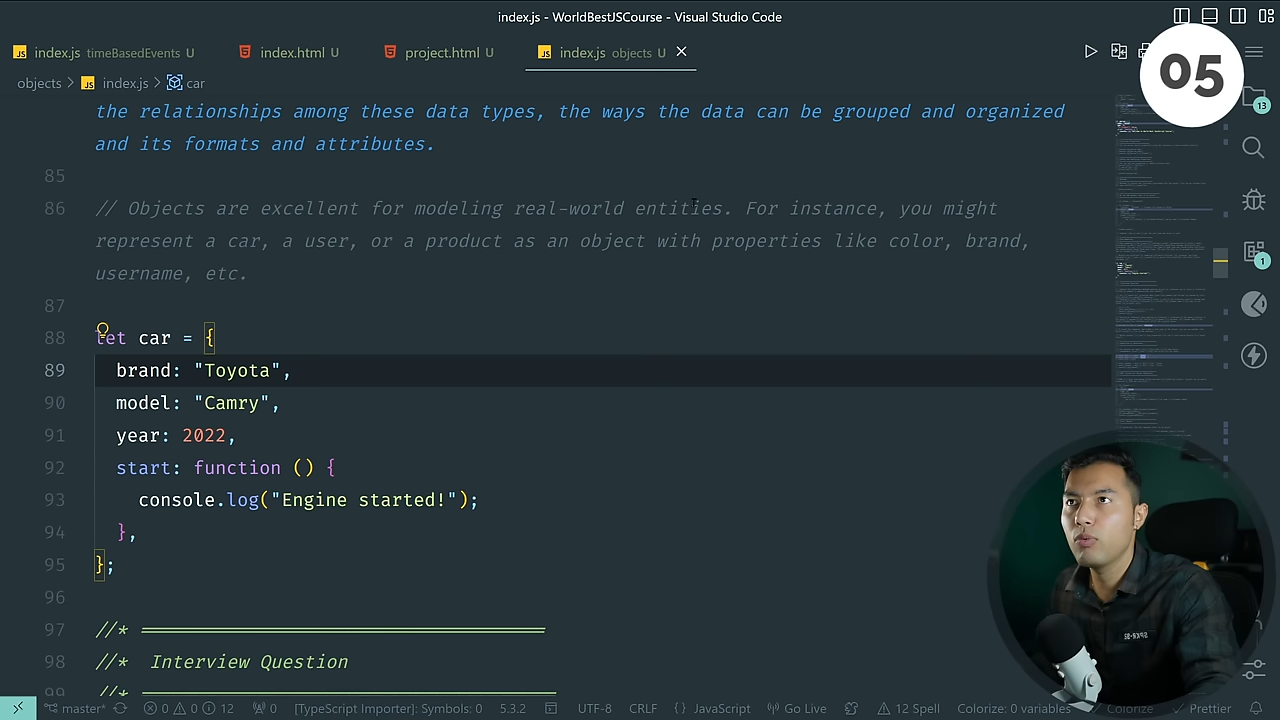 index.js - WorldBestJSCourse - Visual Studio Code
index.js timeBasedEvents U
index.html U
project.html U
index.js objects U
05
objects > index.js > car
13
the relationships among these data types, the ways the data can be grouped and organized
and its formats and attributes.
85
86 // Objects are excellent for modeling real-world entities. For instance, you might
represent a car, a user, or a product as an object with properties like color, brand,
username, etc.
1
87
88 let car = {
89 brand: "Toyota",
90 model: "Camry",
91 year: 2022,
92 start: function () {
93 console.log("Engine started!");
94 },
95 };
96
97 //* ══════════════════════════════
98 //* Interview Question
99 //* ══════════════════════════════
master* 0 0 12 0 [TypeScript Importer]: Symbols: 0 5.3.2 UTF-8 CRLF {} JavaScript Go Live 12 Spell Colorize: 0 variables Colorize Prettier